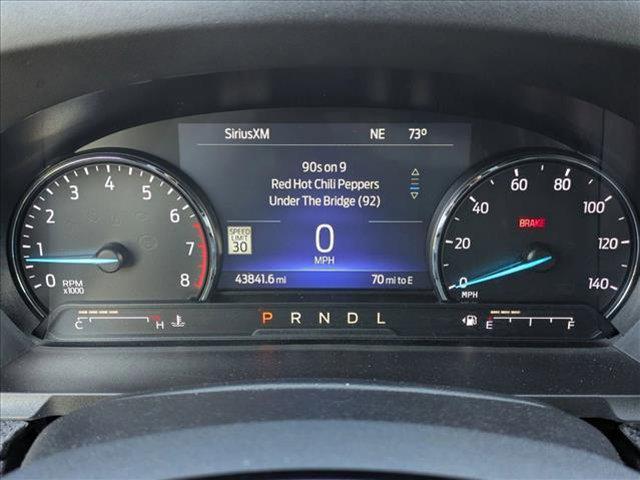 SiriusXM NE 73°
90s on 9
Red Hot Chili Peppers
Under The Bridge (92)
SPEED
LIMIT
30
0
MPH
43841.6 mi 70 mi to E
0 1 2 3 4 5 6 7 8
RPM
x1000
0 20 40 60 80 100 120 140
BRAKE
MPH
C H P R N D L E F